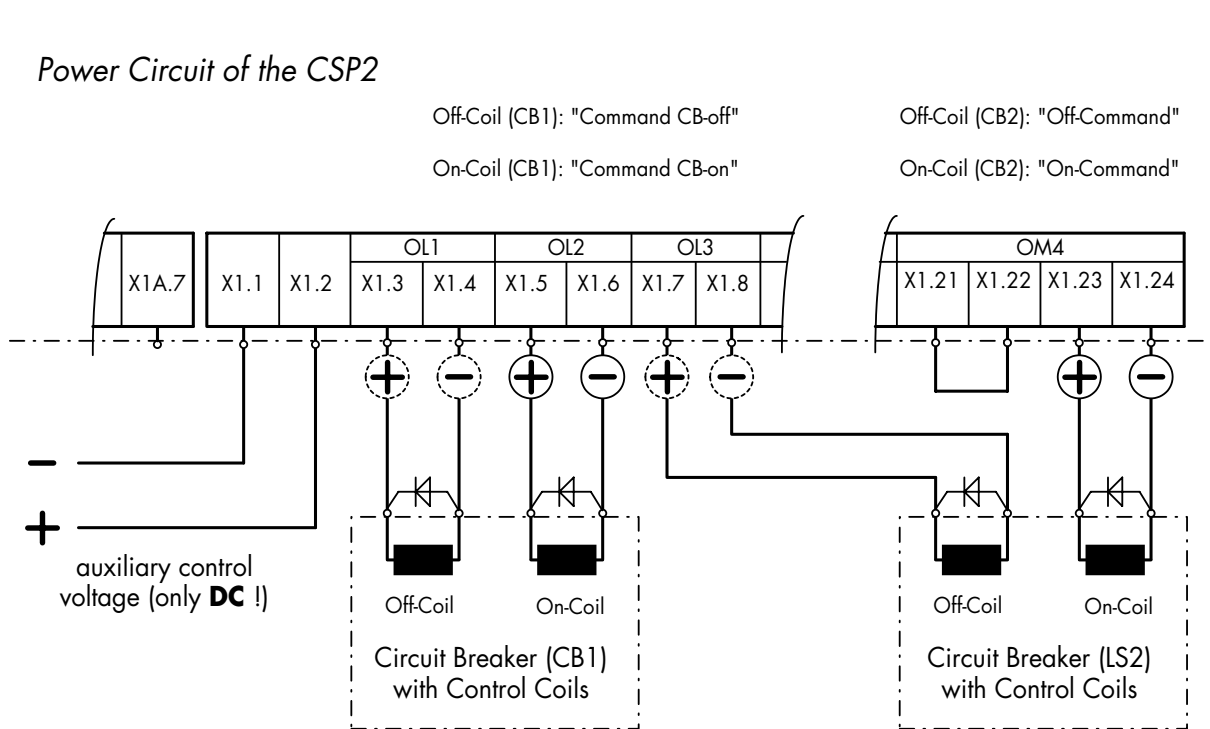 Power Circuit of the CSP2
Off-Coil (CB1): "Command CB-off"
Off-Coil (CB2): "Off-Command"
On-Coil (CB1): "Command CB-on"
On-Coil (CB2): "On-Command"
OL1 OL2 OL3 OM4
X1A.7 X1.1 X1.2 X1.3 X1.4 X1.5 X1.6 X1.7 X1.8 X1.21 X1.22 X1.23 X1.24
+ − + − + − + −
−
+
auxiliary control
voltage (only DC !)
Off-Coil On-Coil Off-Coil On-Coil
Circuit Breaker (CB1)
with Control Coils
Circuit Breaker (LS2)
with Control Coils